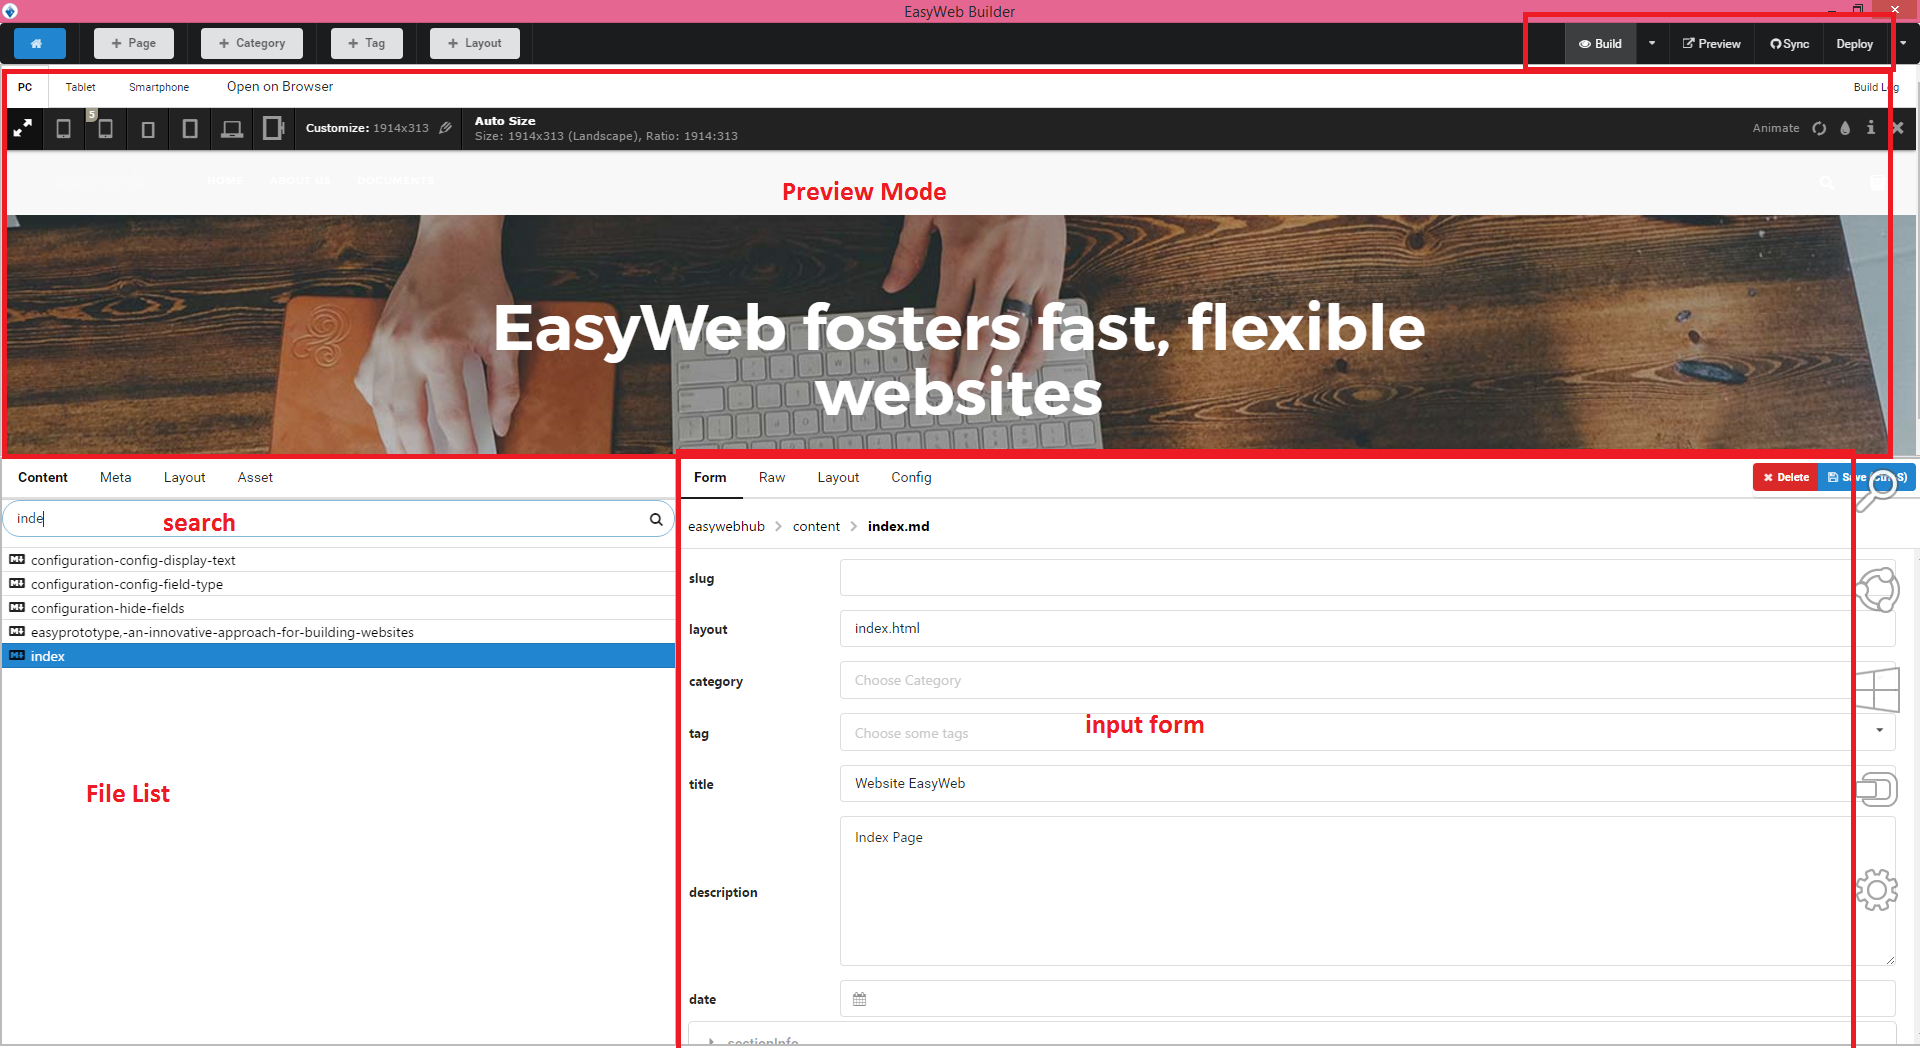 EasyWeb Builder
+ Page
+ Category
+ Tag
+ Layout
Build
Preview
Sync
Deploy
PC
Tablet
Smartphone
Open on Browser
Build Log
5
Customize: 1914x313
Auto Size
Size: 1914x313 (Landscape), Ratio: 1914:313
Animate
HOME
ABOUT US
DOCUMENTS
Preview Mode
EasyWeb fosters fast, flexible
websites
Content
Meta
Layout
Asset
inde
search
configuration-config-display-text
configuration-config-field-type
configuration-hide-fields
easyprototype,-an-innovative-approach-for-building-websites
index
File List
Form
Raw
Layout
Config
Delete
Save (Ctrl+S)
easywebhub
content
index.md
slug
layout
index.html
category
Choose Category
tag
Choose some tags
input form
title
Website EasyWeb
description
Index Page
date
sectionInfo